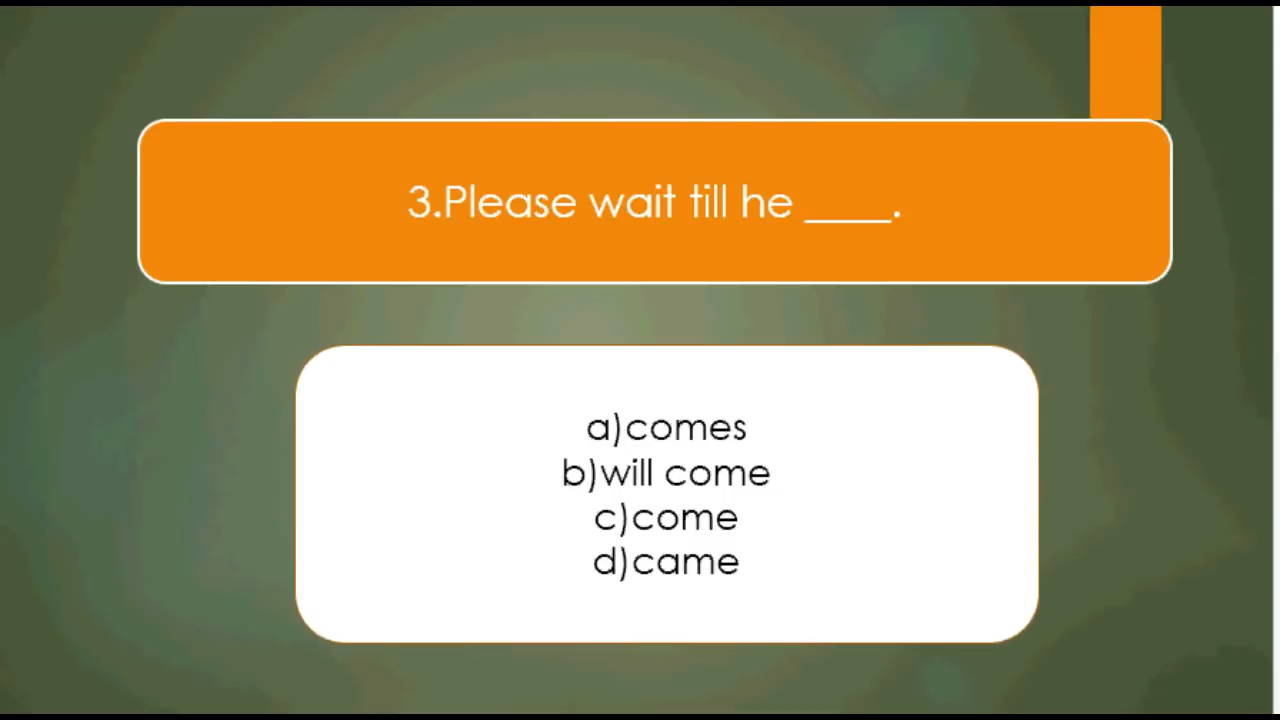 3.Please wait till he ____.
a)comes
b)will come
c)come
d)came